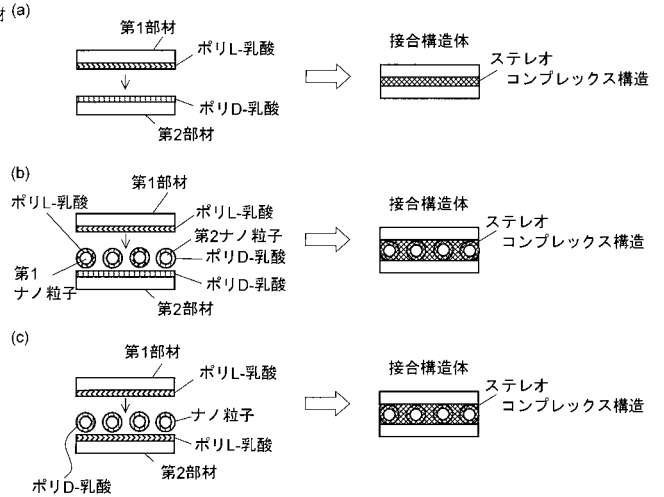 材
(a)
第1部材
ポリL-乳酸
ポリD-乳酸
第2部材
接合構造体
ステレオ
コンプレックス構造
(b)
第1部材
ポリL-乳酸
ポリL-乳酸
第2ナノ粒子
ポリD-乳酸
第1
ナノ粒子
ポリD-乳酸
第2部材
接合構造体
ステレオ
コンプレックス構造
(c)
第1部材
ポリL-乳酸
ナノ粒子
ポリL-乳酸
第2部材
ポリD-乳酸
接合構造体
ステレオ
コンプレックス構造